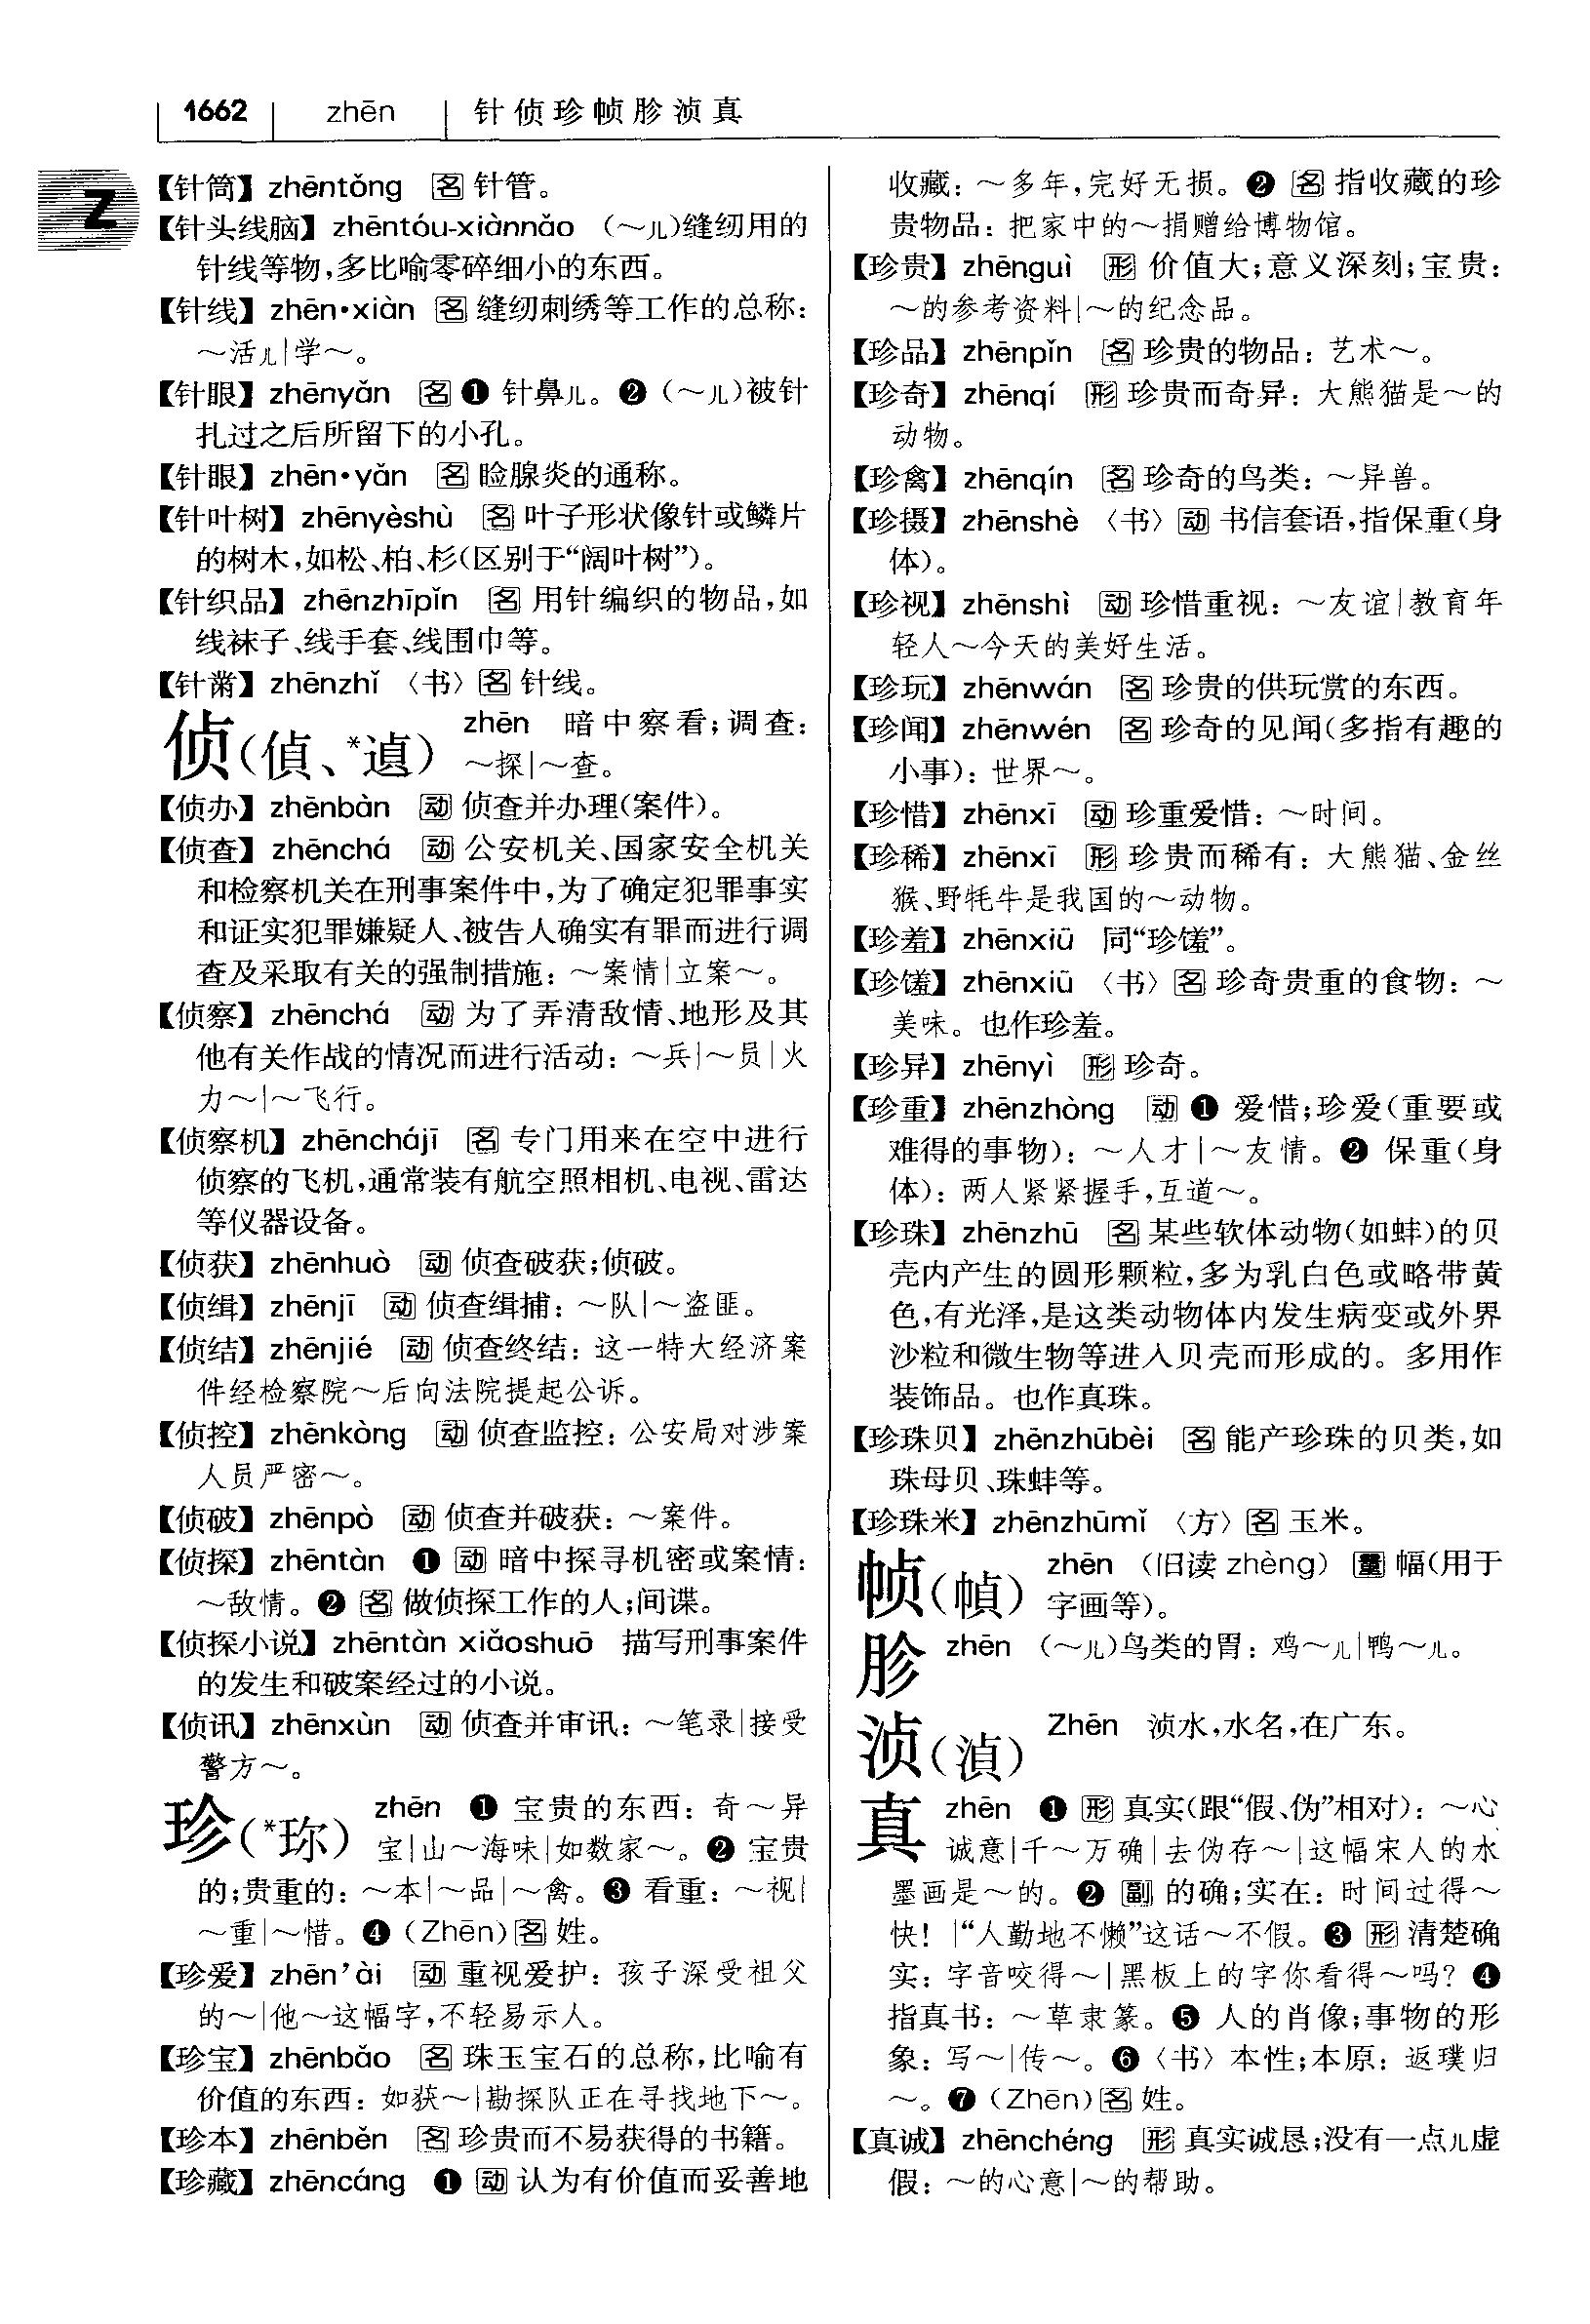 1662 zhēn 针侦珍帧胗浈真
Z
【针筒】zhēntǒng 名 针管。
【针头线脑】zhēntóu-xiànnǎo （～儿）缝纫用的
针线等物，多比喻零碎细小的东西。
【针线】zhēn•xiàn 名 缝纫刺绣等工作的总称：
～活儿|学～。
【针眼】zhēnyǎn 名 ❶ 针鼻儿。❷（～儿）被针
扎过之后所留下的小孔。
【针眼】zhēn•yǎn 名 睑腺炎的通称。
【针叶树】zhēnyèshù 名 叶子形状像针或鳞片
的树木，如松、柏、杉（区别于“阔叶树”）。
【针织品】zhēnzhīpǐn 名 用针编织的物品，如
线袜子、线手套、线围巾等。
【针黹】zhēnzhǐ 〈书〉名 针线。
侦（偵、*遉） zhēn 暗中察看；调查：
～探|～查。
【侦办】zhēnbàn 动 侦查并办理（案件）。
【侦查】zhēnchá 动 公安机关、国家安全机关
和检察机关在刑事案件中，为了确定犯罪事实
和证实犯罪嫌疑人、被告人确实有罪而进行调
查及采取有关的强制措施：～案情|立案～。
【侦察】zhēnchá 动 为了弄清敌情、地形及其
他有关作战的情况而进行活动：～兵|～员|火
力～|～飞行。
【侦察机】zhēnchájī 名 专门用来在空中进行
侦察的飞机，通常装有航空照相机、电视、雷达
等仪器设备。
【侦获】zhēnhuò 动 侦查破获；侦破。
【侦缉】zhēnjī 动 侦查缉捕：～队|～盗匪。
【侦结】zhēnjié 动 侦查终结：这一特大经济案
件经检察院～后向法院提起公诉。
【侦控】zhēnkòng 动 侦查监控：公安局对涉案
人员严密～。
【侦破】zhēnpò 动 侦查并破获：～案件。
【侦探】zhēntàn ❶ 动 暗中探寻机密或案情：
～敌情。❷ 名 做侦探工作的人；间谍。
【侦探小说】zhēntàn xiǎoshuō 描写刑事案件
的发生和破案经过的小说。
【侦讯】zhēnxùn 动 侦查并审讯：～笔录|接受
警方～。
珍（*珎） zhēn ❶ 宝贵的东西：奇～异
宝|山～海味|如数家～。❷ 宝贵
的；贵重的：～本|～品|～禽。❸ 看重：～视|
～重|～惜。❹（Zhēn）名 姓。
【珍爱】zhēn’ài 动 重视爱护：孩子深受祖父
的～|他～这幅字，不轻易示人。
【珍宝】zhēnbǎo 名 珠玉宝石的总称，比喻有
价值的东西：如获～|勘探队正在寻找地下～。
【珍本】zhēnběn 名 珍贵而不易获得的书籍。
【珍藏】zhēncáng ❶ 动 认为有价值而妥善地
收藏：～多年，完好无损。❷ 名 指收藏的珍
贵物品：把家中的～捐赠给博物馆。
【珍贵】zhēnguì 形 价值大；意义深刻；宝贵：
～的参考资料|～的纪念品。
【珍品】zhēnpǐn 名 珍贵的物品：艺术～。
【珍奇】zhēnqí 形 珍贵而奇异：大熊猫是～的
动物。
【珍禽】zhēnqín 名 珍奇的鸟类：～异兽。
【珍摄】zhēnshè 〈书〉动 书信套语，指保重（身
体）。
【珍视】zhēnshì 动 珍惜重视：～友谊|教育年
轻人～今天的美好生活。
【珍玩】zhēnwán 名 珍贵的供玩赏的东西。
【珍闻】zhēnwén 名 珍奇的见闻（多指有趣的
小事）：世界～。
【珍惜】zhēnxī 动 珍重爱惜：～时间。
【珍稀】zhēnxī 形 珍贵而稀有：大熊猫、金丝
猴、野牦牛是我国的～动物。
【珍羞】zhēnxiū 同“珍馐”。
【珍馐】zhēnxiū 〈书〉名 珍奇贵重的食物：～
美味。也作珍羞。
【珍异】zhēnyì 形 珍奇。
【珍重】zhēnzhòng 动 ❶ 爱惜；珍爱（重要或
难得的事物）：～人才|～友情。❷ 保重（身
体）：两人紧紧握手，互道～。
【珍珠】zhēnzhū 名 某些软体动物（如蚌）的贝
壳内产生的圆形颗粒，多为乳白色或略带黄
色，有光泽，是这类动物体内发生病变或外界
沙粒和微生物等进入贝壳而形成的。多用作
装饰品。也作真珠。
【珍珠贝】zhēnzhūbèi 名 能产珍珠的贝类，如
珠母贝、珠蚌等。
【珍珠米】zhēnzhūmǐ 〈方〉名 玉米。
帧（幀） zhēn （旧读 zhèng） 量 幅（用于
字画等）。
胗 zhēn （～儿）鸟类的胃：鸡～儿|鸭～儿。
浈（湞） Zhēn 浈水，水名，在广东。
真 zhēn ❶ 形 真实（跟“假、伪”相对）：～心
诚意|千～万确|去伪存～|这幅宋人的水
墨画是～的。❷ 副 的确；实在：时间过得～
快！|“人勤地不懒”这话～不假。❸ 形 清楚确
实：字音咬得～|黑板上的字你看得～吗？❹
指真书：～草隶篆。❺ 人的肖像；事物的形
象：写～|传～。❻〈书〉本性；本原：返璞归
～。❼（Zhēn）名 姓。
【真诚】zhēnchéng 形 真实诚恳；没有一点儿虚
假：～的心意|～的帮助。